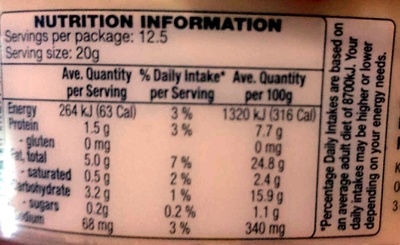 NUTRITION INFORMATION
Servings per package: 12.5
Serving size: 20g
Ave. Quantity per Serving % Daily Intake* per Serving Ave. Quantity per 100g
Energy 264 kJ (63 Cal) 3 % 1320 kJ (316 Cal)
Protein 1.5 g 3 % 7.7 g
- gluten 0 mg 0 mg
Fat, total 5.0 g 7 % 24.8 g
- saturated 0.5 g 2 % 2.4 g
Carbohydrate 3.2 g 1 % 15.9 g
- sugars 0.2g 0.2 % 1.1 g
Sodium 68 mg 3% 340 mg
*Percentage Daily Intakes are based on
an average adult diet of 8700kJ. Your
daily intakes may be higher or lower
depending on your energy needs.